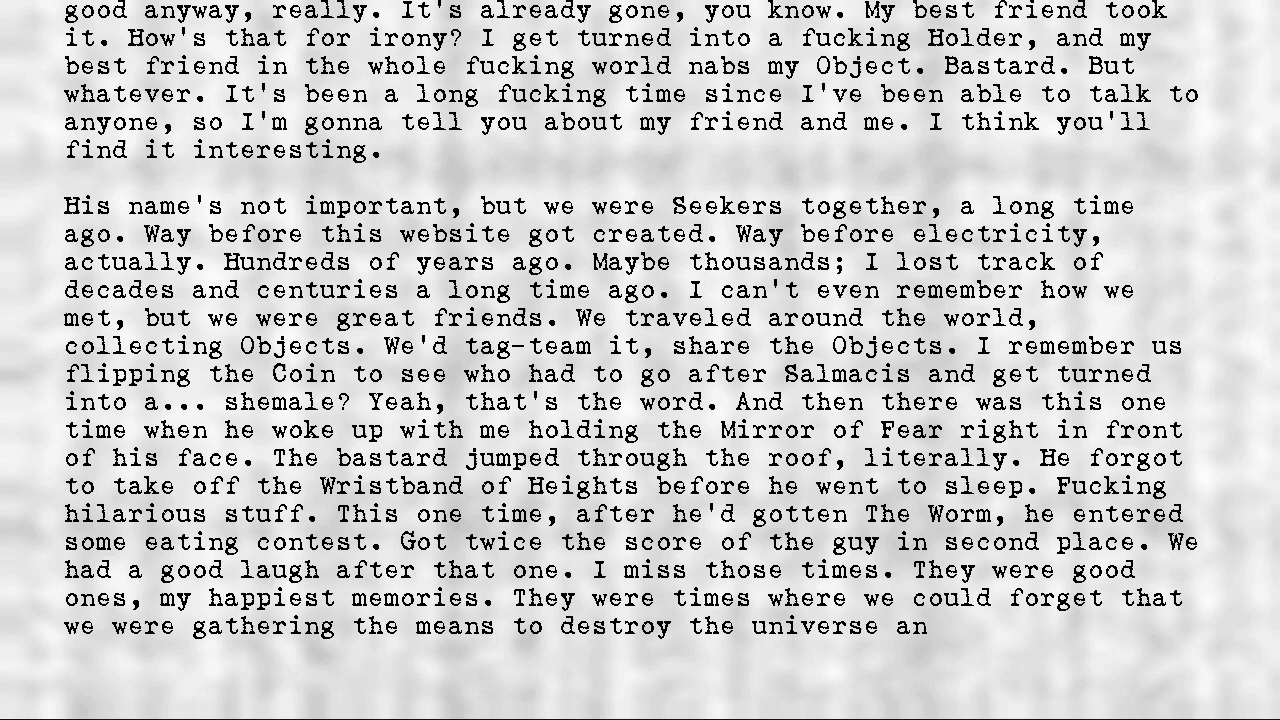 good anyway, really. It's already gone, you know. My best friend took
it. How's that for irony? I get turned into a fucking Holder, and my
best friend in the whole fucking world nabs my Object. Bastard. But
whatever. It's been a long fucking time since I've been able to talk to
anyone, so I'm gonna tell you about my friend and me. I think you'll
find it interesting.
His name's not important, but we were Seekers together, a long time
ago. Way before this website got created. Way before electricity,
actually. Hundreds of years ago. Maybe thousands; I lost track of
decades and centuries a long time ago. I can't even remember how we
met, but we were great friends. We traveled around the world,
collecting Objects. We'd tag-team it, share the Objects. I remember us
flipping the Coin to see who had to go after Salmacis and get turned
into a... shemale? Yeah, that's the word. And then there was this one
time when he woke up with me holding the Mirror of Fear right in front
of his face. The bastard jumped through the roof, literally. He forgot
to take off the Wristband of Heights before he went to sleep. Fucking
hilarious stuff. This one time, after he'd gotten The Worm, he entered
some eating contest. Got twice the score of the guy in second place. We
had a good laugh after that one. I miss those times. They were good
ones, my happiest memories. They were times where we could forget that
we were gathering the means to destroy the universe an